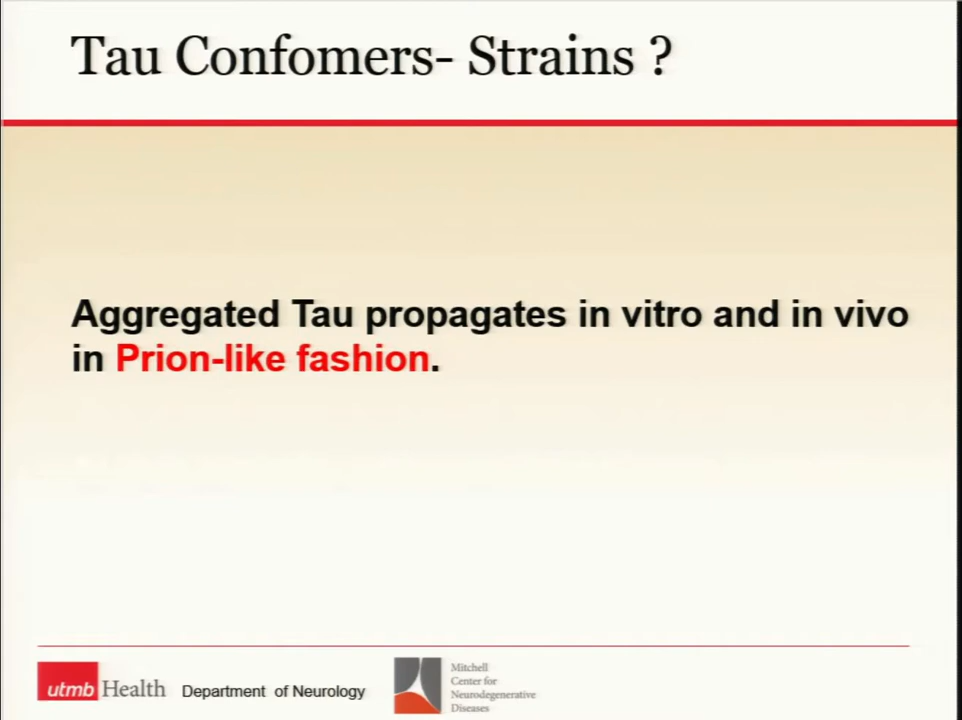 Tau Confomers- Strains ?
Aggregated Tau propagates in vitro and in vivo
in Prion-like fashion.
utmb Health Department of Neurology
Mitchell
Center for
Neurodegenerative
Diseases